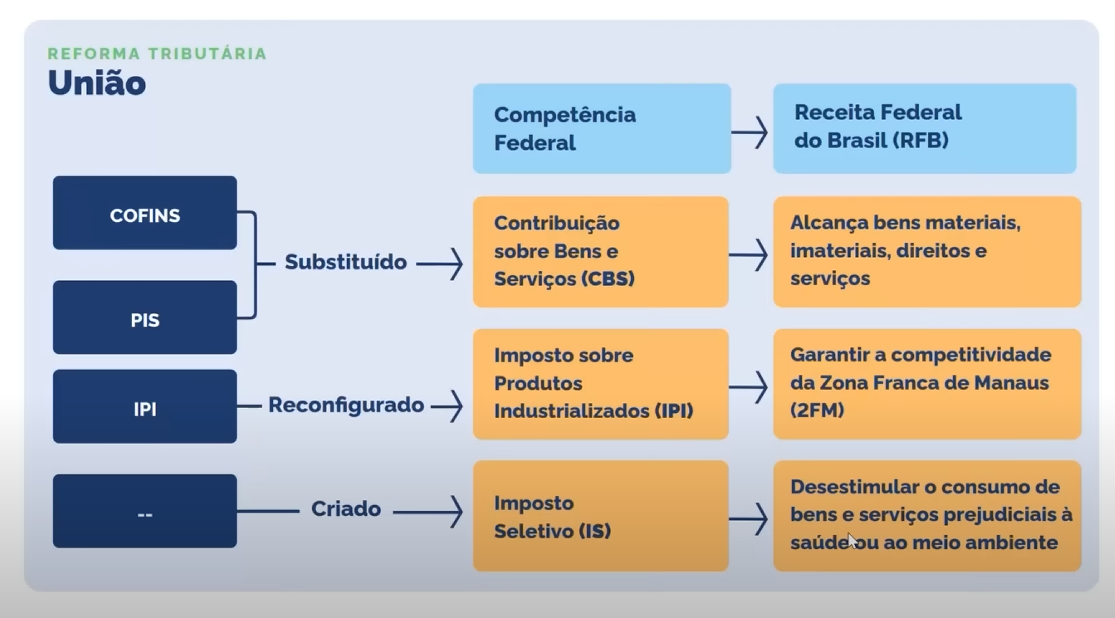 REFORMA TRIBUTÁRIA
União
Competência
Federal
Receita Federal
do Brasil (RFB)
COFINS
PIS
Substituído
Contribuição
sobre Bens e
Serviços (CBS)
Alcança bens materiais,
imateriais, direitos e
serviços
IPI
Reconfigurado
Imposto sobre
Produtos
Industrializados (IPI)
Garantir a competitividade
da Zona Franca de Manaus
(2FM)
--
Criado
Imposto
Seletivo (IS)
Desestimular o consumo de
bens e serviços prejudiciais à
saúde ou ao meio ambiente